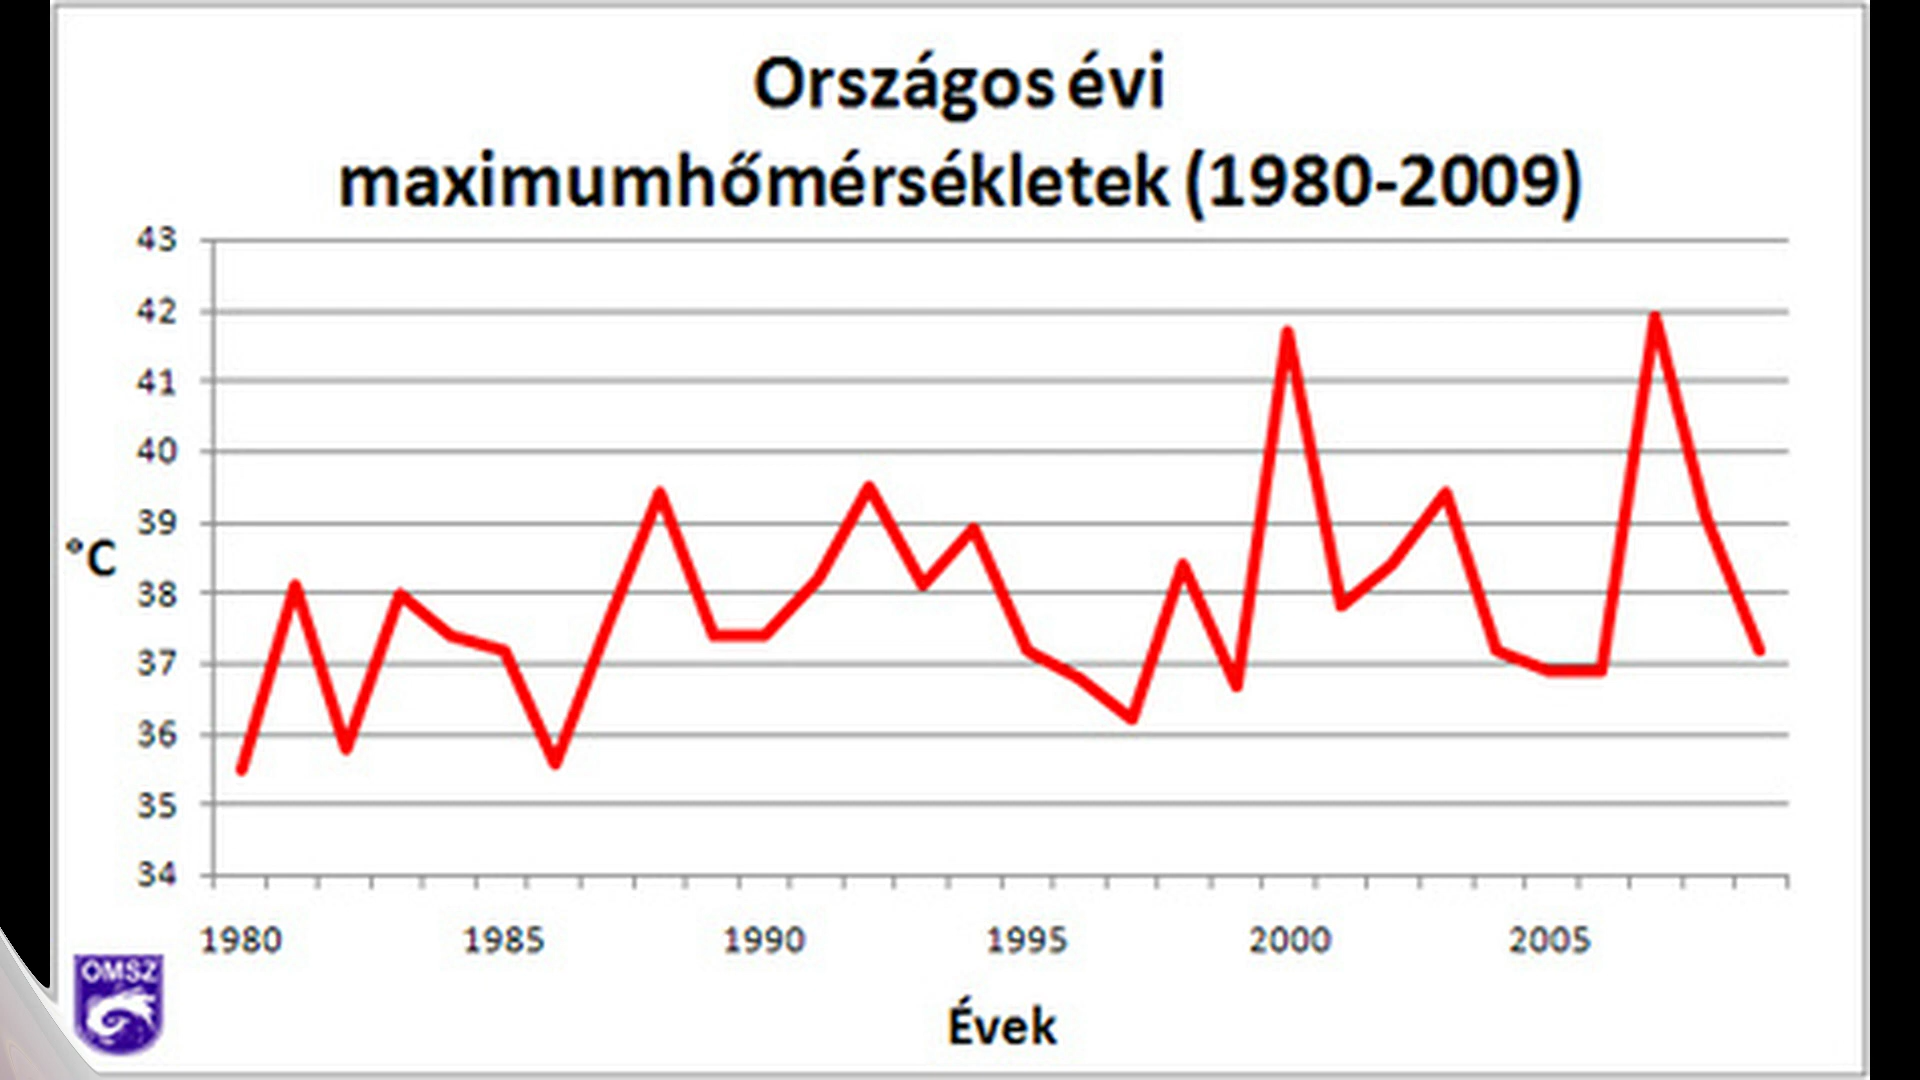 Országos évi
maximumhőmérsékletek (1980-2009)
43
42
41
40
39
°C
38
37
36
35
34
1980 1985 1990 1995 2000 2005
OMSZ
Évek